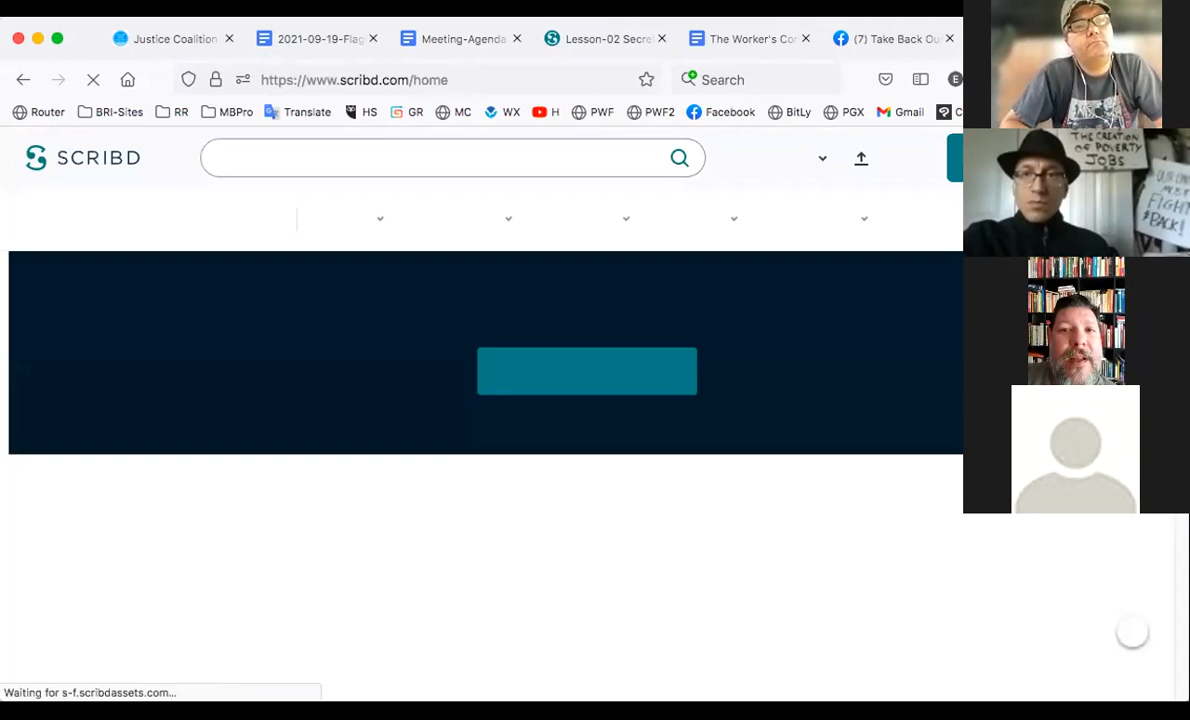 Justice Coalition
2021-09-19-Flag
Meeting-Agenda
Lesson-02 Secre
The Worker's Co
(7) Take Back Ou
https://www.scribd.com/home
Search
E
Router
BRI-Sites
RR
MBPro
Translate
HS
GR
MC
V
H
PWF
PWF2
Facebook
BitLy
PGX
Gmail
C
SCRIBD
THE CREATION
OF POVERTY
JOBS
FIGHT
BACK!
Waiting for s-f.scribdassets.com...